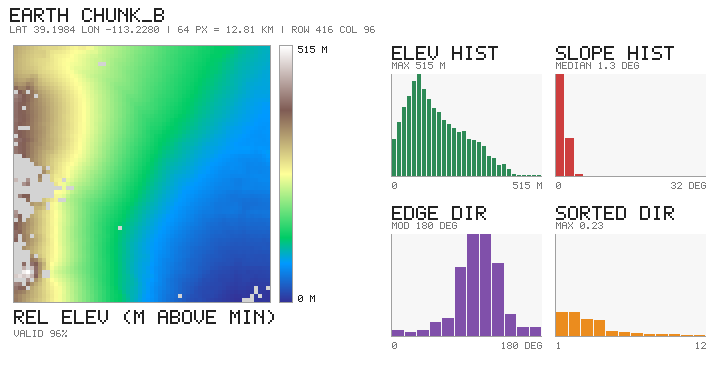 EARTH CHUNK_B
LAT 39.1984 LON -113.2280 | 64 PX = 12.81 KM | ROW 416 COL 96
515 M
0 M
REL ELEV (M ABOVE MIN)
VALID 96%
ELEV HIST
MAX 515 M
0 515 M
SLOPE HIST
MEDIAN 1.3 DEG
0 32 DEG
EDGE DIR
MOD 180 DEG
0 180 DEG
SORTED DIR
MAX 0.23
1 12